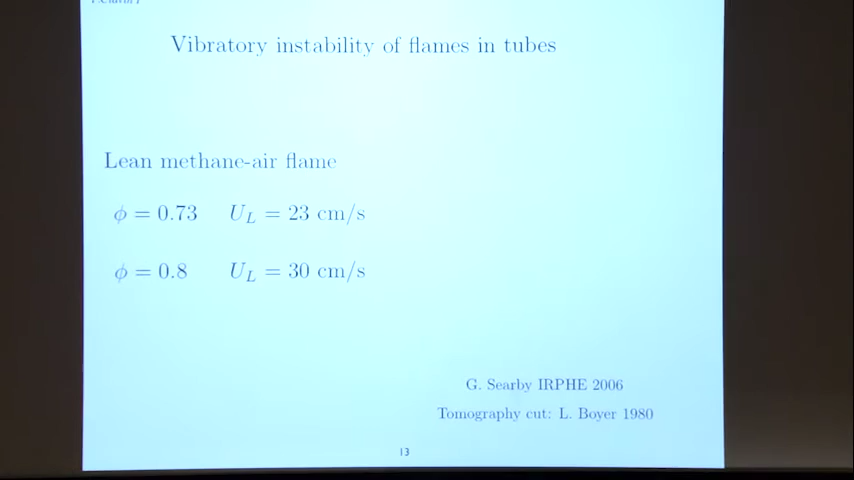 Vibratory instability of flames in tubes
Lean methane-air flame
ϕ = 0.73 U_L = 23 cm/s
ϕ = 0.8 U_L = 30 cm/s
G. Searby IRPHE 2006
Tomography cut: L. Boyer 1980
13